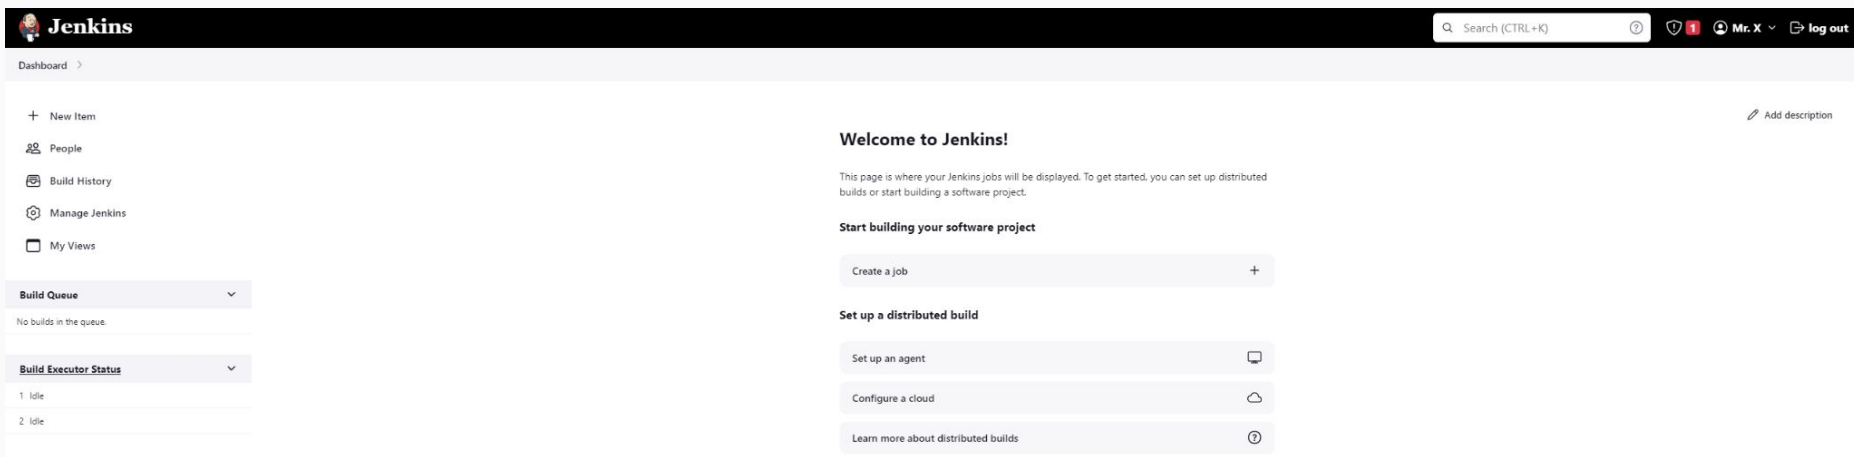 Jenkins
Search (CTRL+K)
1
Mr. X
log out
Dashboard
New Item
People
Build History
Manage Jenkins
My Views
Build Queue
No builds in the queue.
Build Executor Status
1 Idle
2 Idle
Add description
Welcome to Jenkins!
This page is where your Jenkins jobs will be displayed. To get started, you can set up distributed
builds or start building a software project.
Start building your software project
Create a job
Set up a distributed build
Set up an agent
Configure a cloud
Learn more about distributed builds